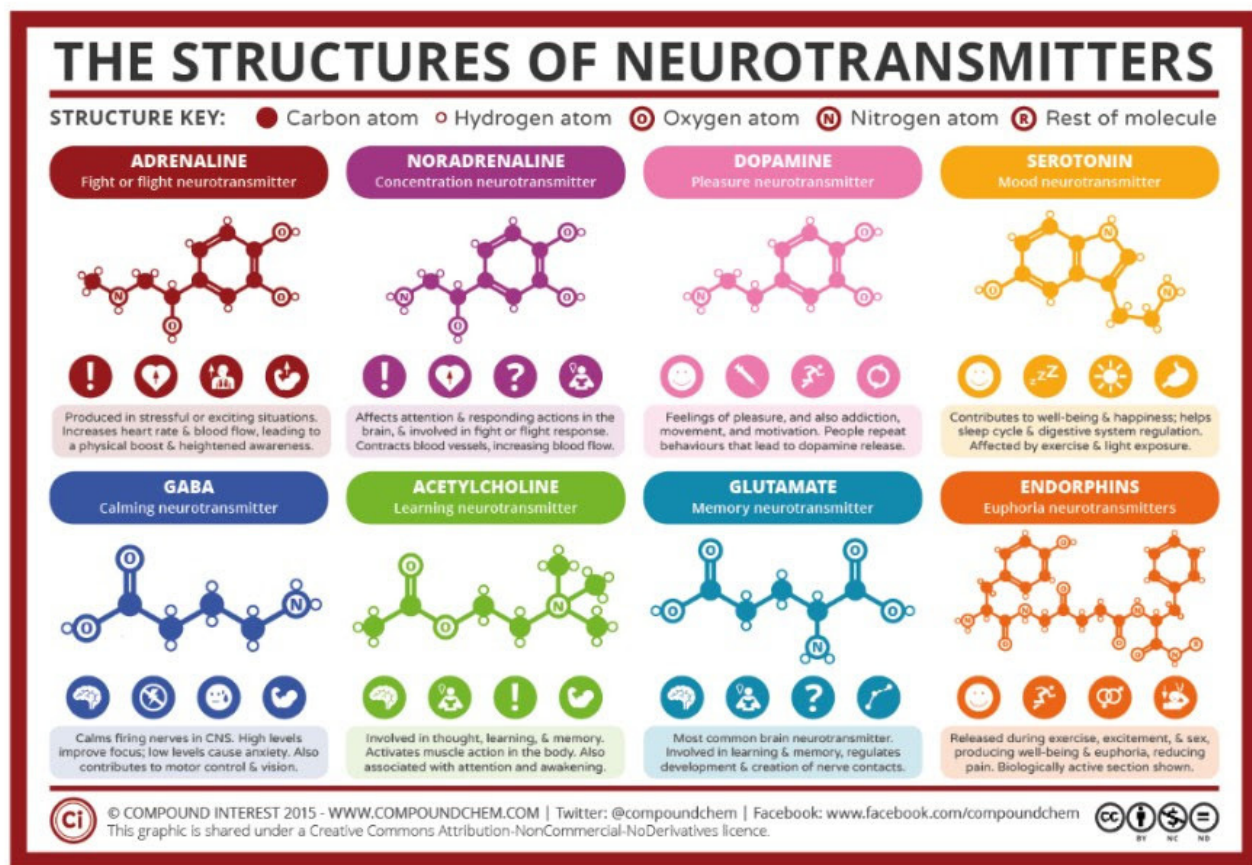 THE STRUCTURES OF NEUROTRANSMITTERS
STRUCTURE KEY: Carbon atom Hydrogen atom O Oxygen atom N Nitrogen atom R Rest of molecule
ADRENALINE
Fight or flight neurotransmitter
N O O O
! 
Produced in stressful or exciting situations.
Increases heart rate & blood flow, leading to
a physical boost & heightened awareness.
NORADRENALINE
Concentration neurotransmitter
N O O O
! ?
Affects attention & responding actions in the
brain, & involved in fight or flight response.
Contracts blood vessels, increasing blood flow.
DOPAMINE
Pleasure neurotransmitter
N O O
Feelings of pleasure, and also addiction,
movement, and motivation. People repeat
behaviours that lead to dopamine release.
SEROTONIN
Mood neurotransmitter
N O N
zzZ
Contributes to well-being & happiness; helps
sleep cycle & digestive system regulation.
Affected by exercise & light exposure.
GABA
Calming neurotransmitter
O O N
Calms firing nerves in CNS. High levels
improve focus; low levels cause anxiety. Also
contributes to motor control & vision.
ACETYLCHOLINE
Learning neurotransmitter
O O N
!
Involved in thought, learning, & memory.
Activates muscle action in the body. Also
associated with attention and awakening.
GLUTAMATE
Memory neurotransmitter
O O O O N
?
Most common brain neurotransmitter.
Involved in learning & memory, regulates
development & creation of nerve contacts.
ENDORPHINS
Euphoria neurotransmitters
Released during exercise, excitement, & sex,
producing well-being & euphoria, reducing
pain. Biologically active section shown.
Ci
© COMPOUND INTEREST 2015 - WWW.COMPOUNDCHEM.COM | Twitter: @compoundchem | Facebook: www.facebook.com/compoundchem
This graphic is shared under a Creative Commons Attribution-NonCommercial-NoDerivatives licence.
CC BY NC ND